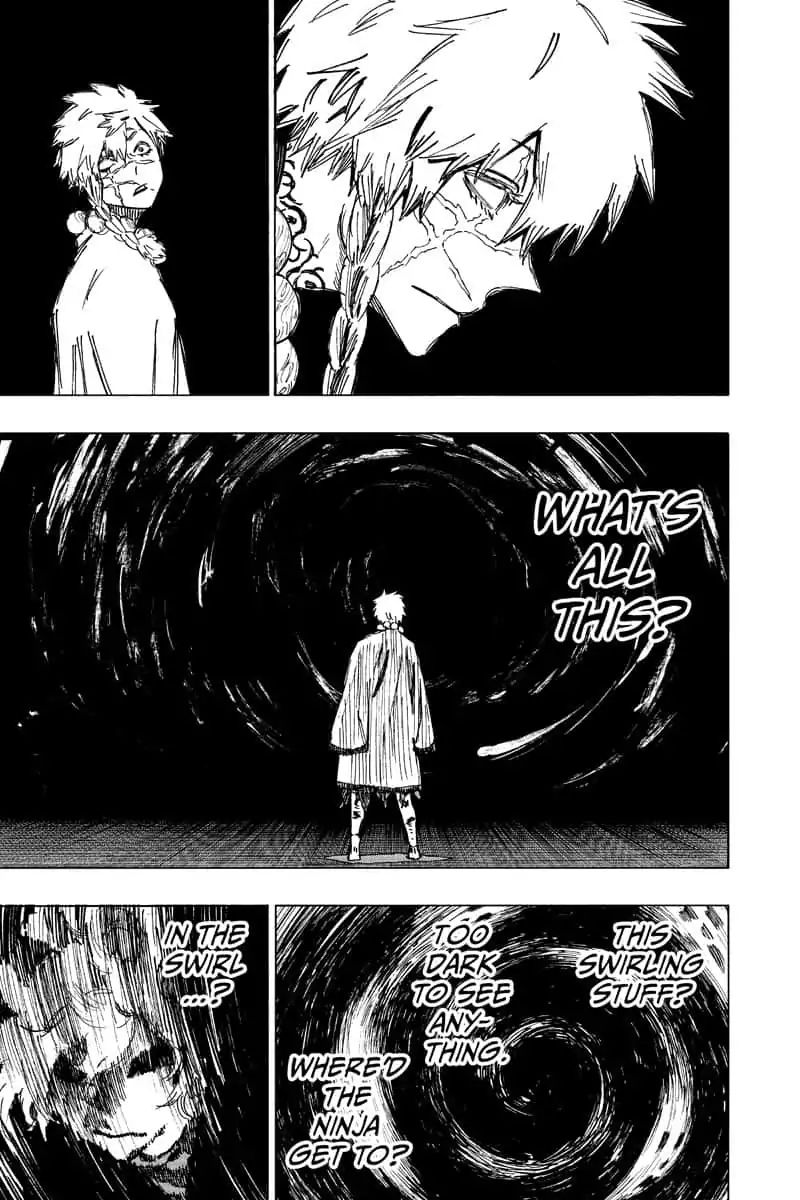 WHAT'S
ALL
THIS?
THIS
SWIRLING
STUFF?
TOO
DARK
TO SEE
ANY-
THING.
WHERE'D
THE
NINJA
GET TO?
IN THE
SWIRL
...?